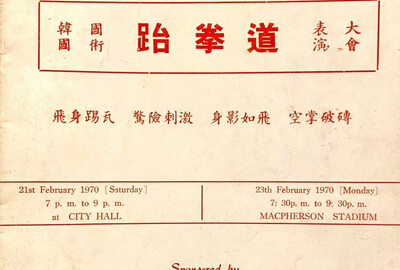 韓國 跆拳道 表大
國術 演會
飛身踢瓦 驚險刺激 身影如飛 空掌破磚
21st February 1970 [Saturday]
7 p. m. to 9 p. m.
at CITY HALL
23th February 1970 [Monday]
7: 30p. m. to 9: 30p. m.
MACPHERSON STADIUM
Sponsored by